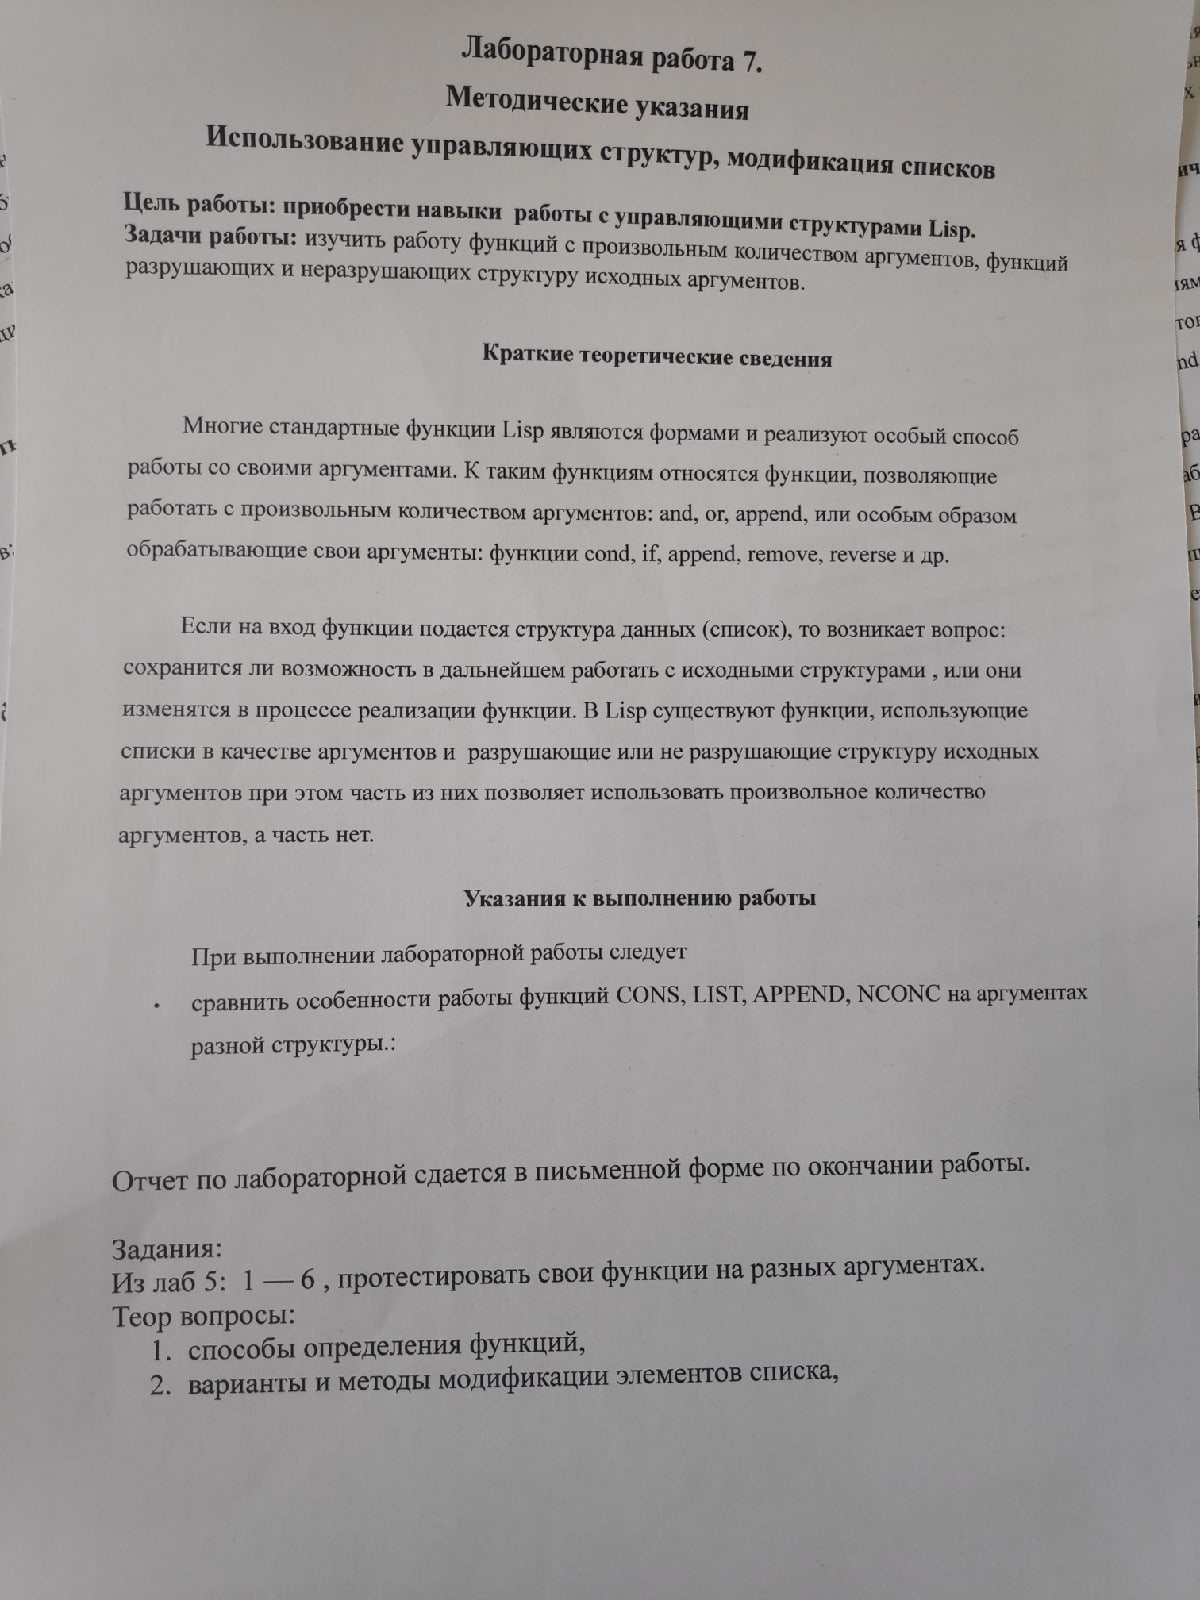 Лабораторная работа 7.
Методические указания
Использование управляющих структур, модификация списков
Цель работы: приобрести навыки работы с управляющими структурами Lisp.
Задачи работы: изучить работу функций с произвольным количеством аргументов, функций
разрушающих и неразрушающих структуру исходных аргументов.
Краткие теоретические сведения
Многие стандартные функции Lisp являются формами и реализуют особый способ
работы со своими аргументами. К таким функциям относятся функции, позволяющие
работать с произвольным количеством аргументов: and, or, append, или особым образом
обрабатывающие свои аргументы: функции cond, if, append, remove, reverse и др.
Если на вход функции подается структура данных (список), то возникает вопрос:
сохранится ли возможность в дальнейшем работать с исходными структурами , или они
изменятся в процессе реализации функции. В Lisp существуют функции, использующие
списки в качестве аргументов и разрушающие или не разрушающие структуру исходных
аргументов при этом часть из них позволяет использовать произвольное количество
аргументов, а часть нет.
Указания к выполнению работы
При выполнении лабораторной работы следует
• сравнить особенности работы функций CONS, LIST, APPEND, NCONC на аргументах
разной структуры.:
Отчет по лабораторной сдается в письменной форме по окончании работы.
Задания:
Из лаб 5: 1 — 6 , протестировать свои функции на разных аргументах.
Теор вопросы:
1. способы определения функций,
2. варианты и методы модификации элементов списка,